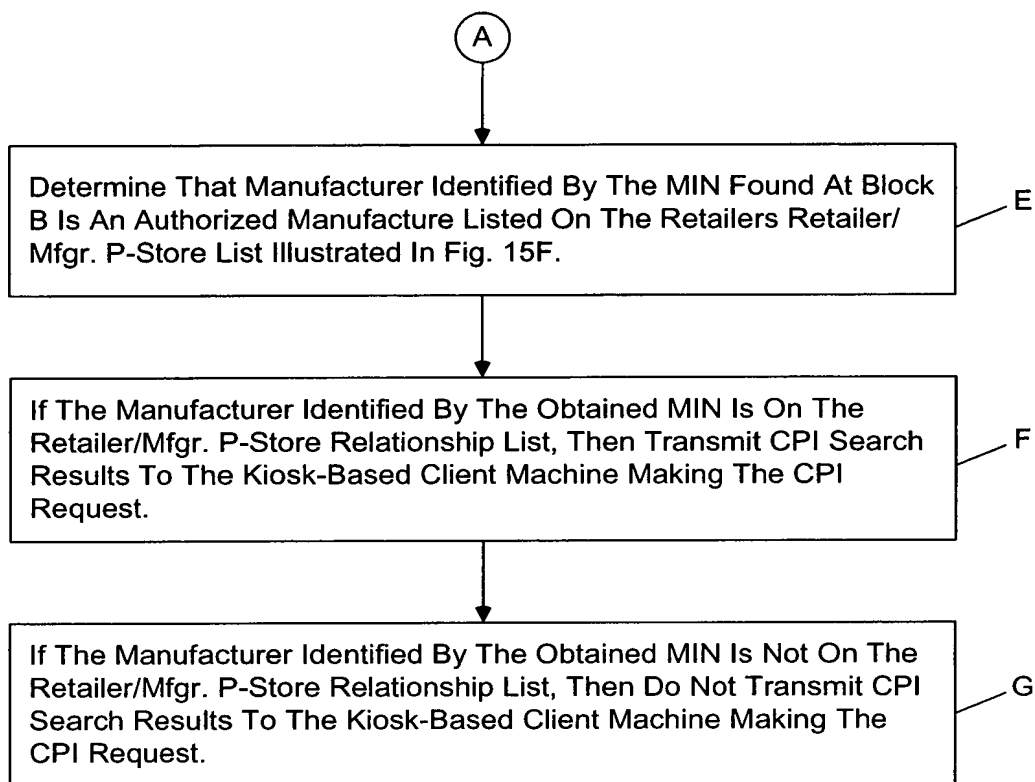 A
Determine That Manufacturer Identified By The MIN Found At Block
B Is An Authorized Manufacture Listed On The Retailers Retailer/
Mfgr. P-Store List Illustrated In Fig. 15F.
E
If The Manufacturer Identified By The Obtained MIN Is On The
Retailer/Mfgr. P-Store Relationship List, Then Transmit CPI Search
Results To The Kiosk-Based Client Machine Making The CPI
Request.
F
If The Manufacturer Identified By The Obtained MIN Is Not On The
Retailer/Mfgr. P-Store Relationship List, Then Do Not Transmit CPI
Search Results To The Kiosk-Based Client Machine Making The
CPI Request.
G